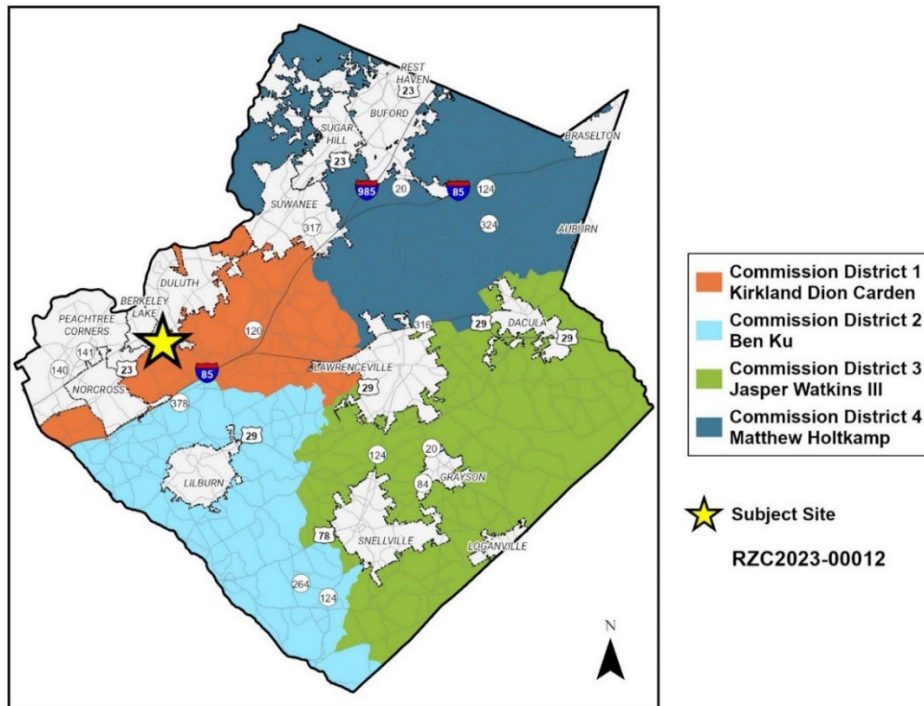 REST
HAVEN
23
BUFORD
SUGAR
HILL
23
BRASELTON
985
20
85
124
SUWANEE
317
324
AUBURN
DULUTH
BERKELEY
LAKE
PEACHTREE
CORNERS
141
140
23
NORCROSS
120
85
378
316
29
DACULA
29
LAWRENCEVILLE
29
29
LILBURN
124
20
GRAYSON
84
78
SNELLVILLE
LOGANVILLE
264
124
N
Commission District 1
Kirkland Dion Carden
Commission District 2
Ben Ku
Commission District 3
Jasper Watkins III
Commission District 4
Matthew Holtkamp
Subject Site
RZC2023-00012